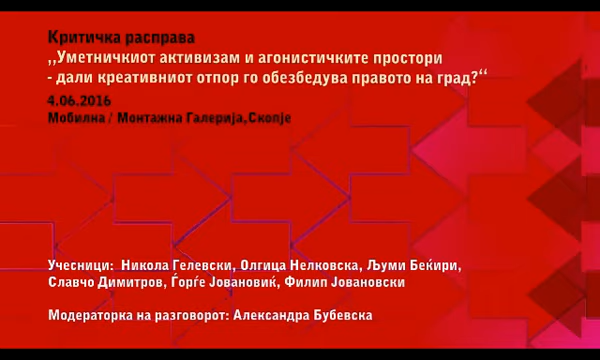 Критичка расправа
,,Уметничкиот активизам и агонистичките простори
- дали креативниот отпор го обезбедува правото на град?“
4.06.2016
Мобилна / Монтажна Галерија,Скопје
Учесници: Никола Гелевски, Олгица Нелковска, Љуми Беќири,
Славчо Димитров, Ѓорѓе Јовановиќ, Филип Јовановски
Модераторка на разговорот: Александра Бубевска